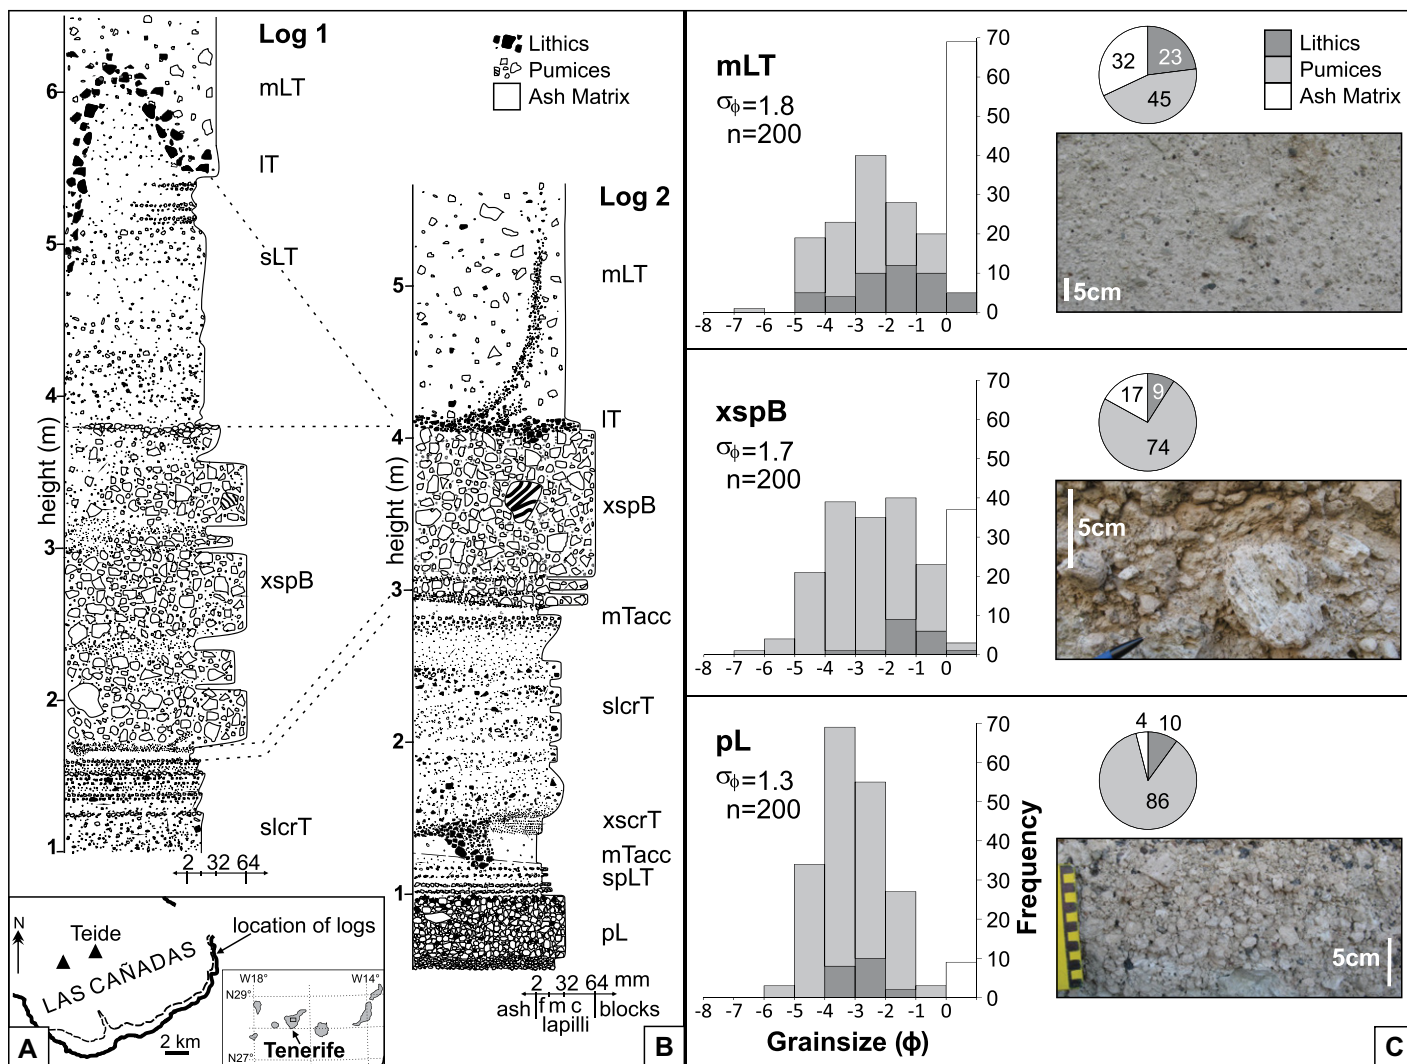 Log 1
Lithics
Pumices
Ash Matrix
mLT
lT
sLT
xspB
slcrT
6
5
4
3
2
1
height (m)
2 32 64
Log 2
mLT
lT
xspB
mTacc
slcrT
xscrT
mTacc
spLT
pL
5
4
3
2
1
height (m)
2 32 64 mm
ash f m c blocks
lapilli
B
N
Teide
LAS CAÑADAS
location of logs
2 km
A
W18° W14°
N29°
N27°
Tenerife
mLT
σϕ=1.8
n=200
70
60
50
40
30
20
10
0
-8 -7 -6 -5 -4 -3 -2 -1 0
32 23
45
Lithics
Pumices
Ash Matrix
5cm
xspB
σϕ=1.7
n=200
70
60
50
40
30
20
10
0
-8 -7 -6 -5 -4 -3 -2 -1 0
17 9
74
5cm
pL
σϕ=1.3
n=200
70
60
50
40
30
20
10
0
Frequency
-8 -7 -6 -5 -4 -3 -2 -1 0
Grainsize (ϕ)
4 10
86
5cm
C